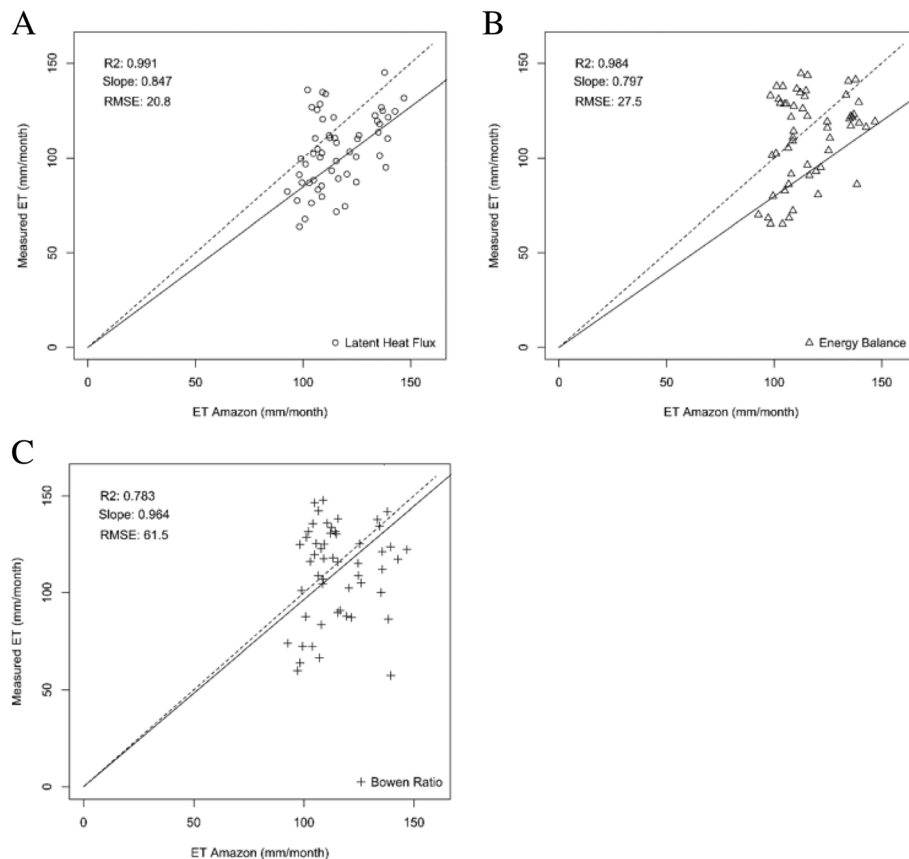 A
R2: 0.991
Slope: 0.847
RMSE: 20.8
Measured ET (mm/month)
150
100
50
0
Latent Heat Flux
0 50 100 150
ET Amazon (mm/month)
B
R2: 0.984
Slope: 0.797
RMSE: 27.5
Measured ET (mm/month)
150
100
50
0
Energy Balance
0 50 100 150
ET Amazon (mm/month)
C
R2: 0.783
Slope: 0.964
RMSE: 61.5
Measured ET (mm/month)
150
100
50
0
Bowen Ratio
0 50 100 150
ET Amazon (mm/month)